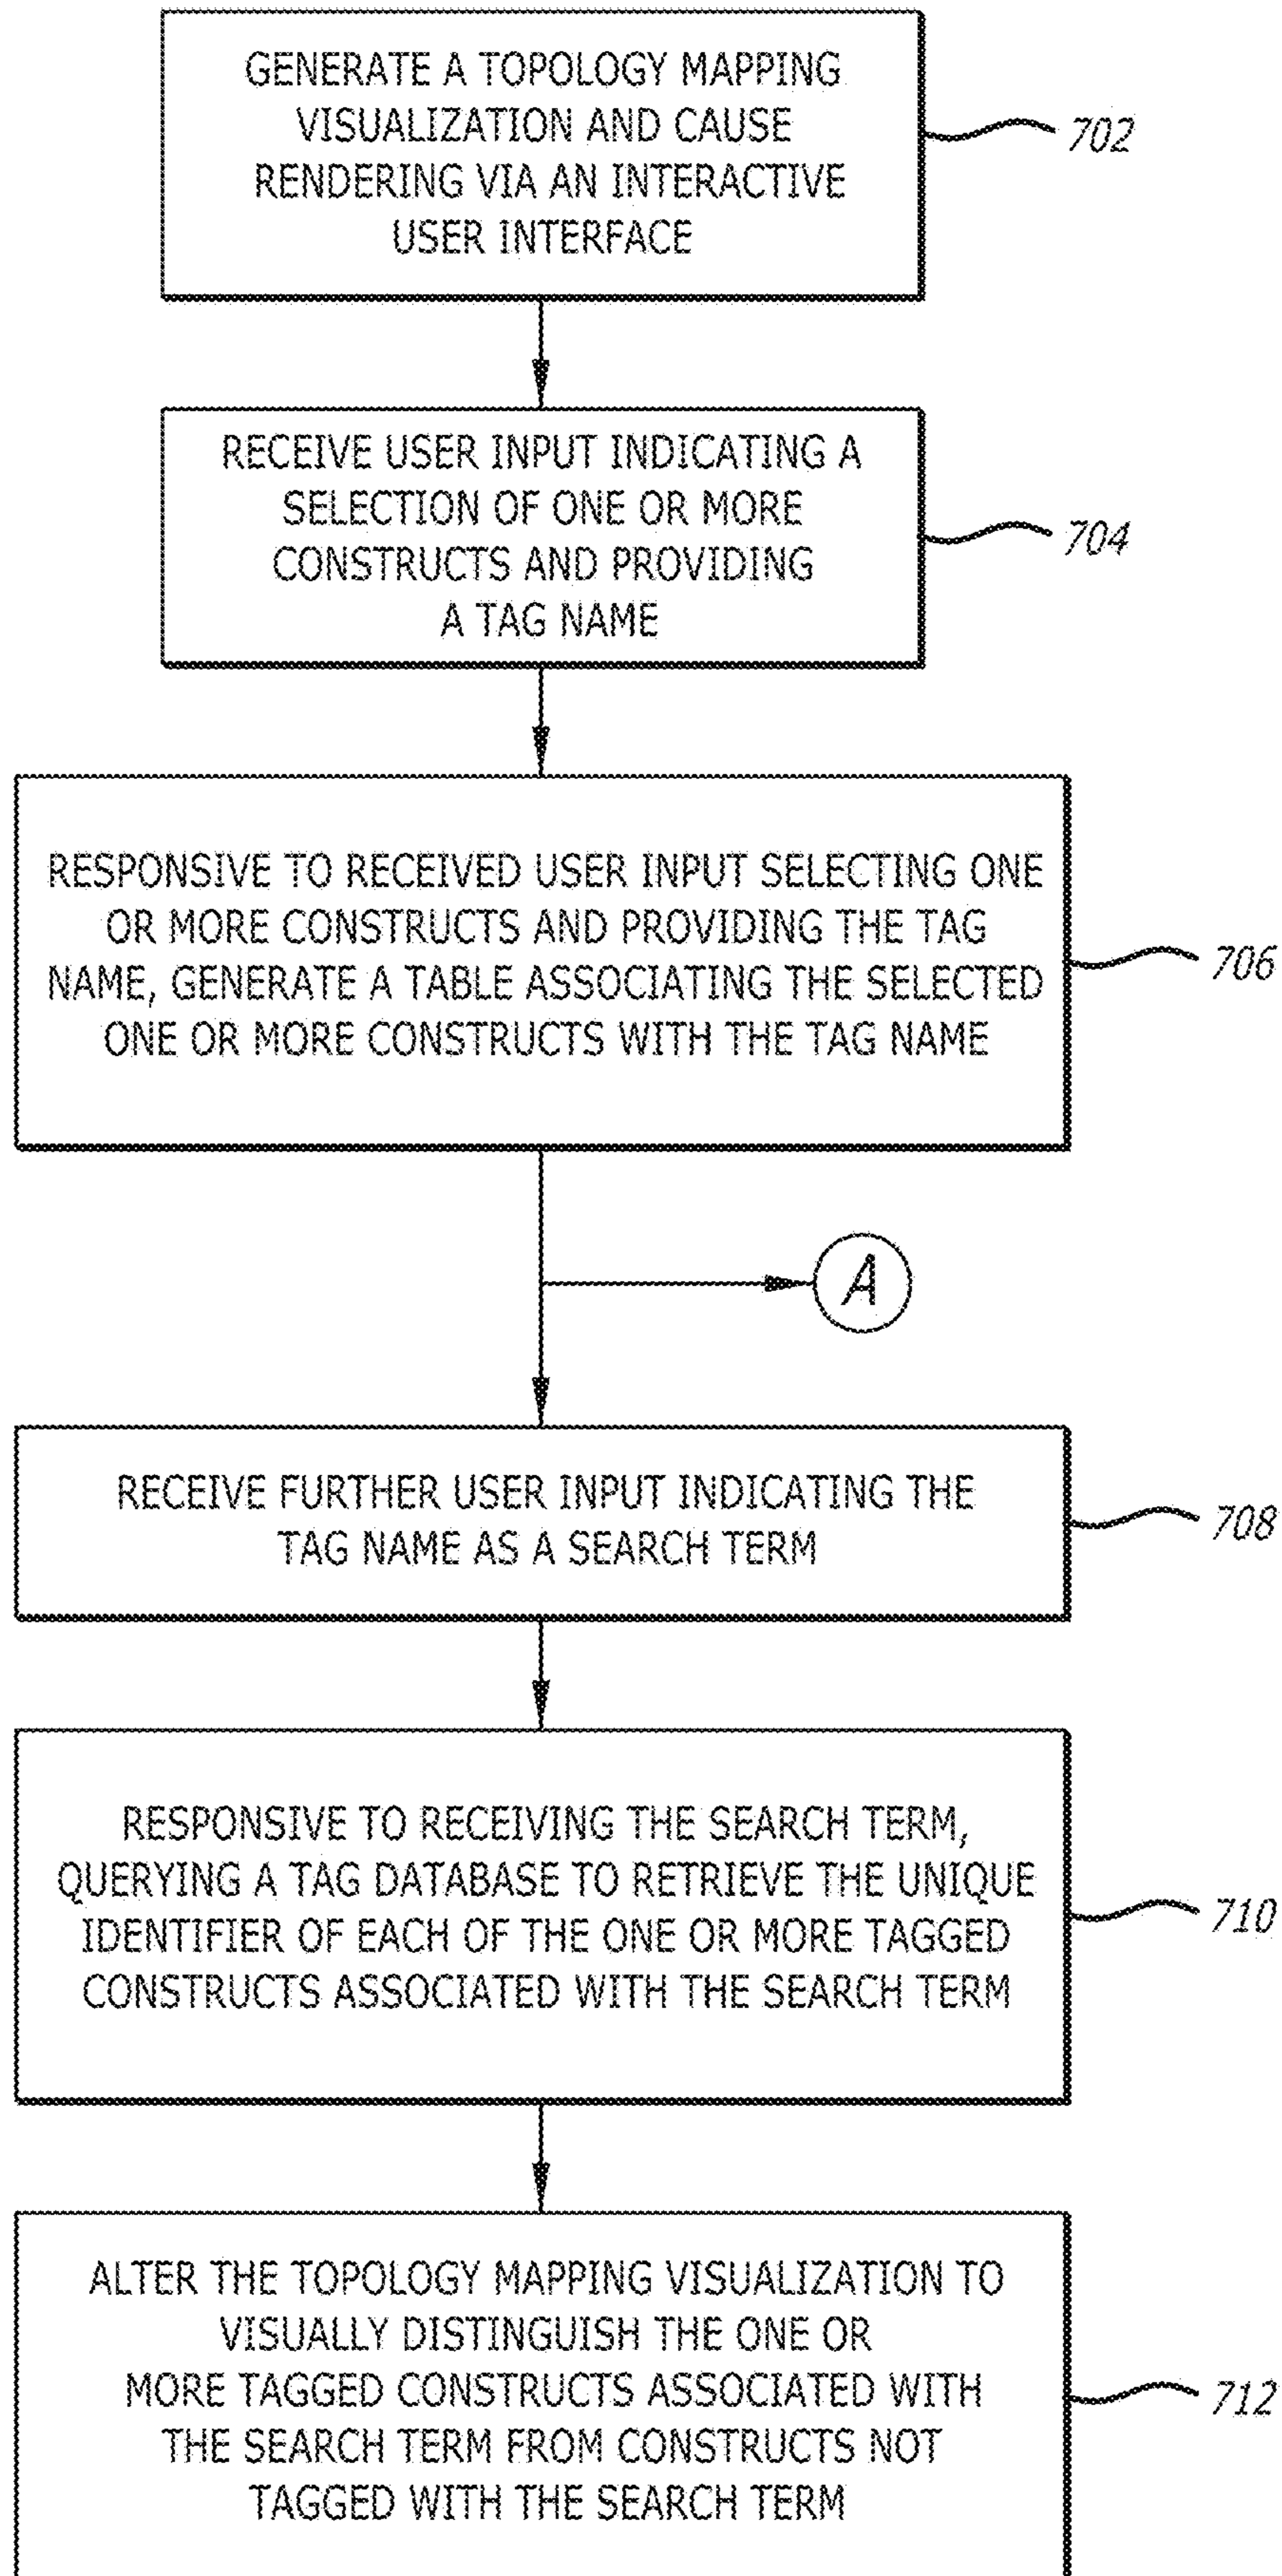 GENERATE A TOPOLOGY MAPPING
VISUALIZATION AND CAUSE
RENDERING VIA AN INTERACTIVE
USER INTERFACE
702
RECEIVE USER INPUT INDICATING A
SELECTION OF ONE OR MORE
CONSTRUCTS AND PROVIDING
A TAG NAME
704
RESPONSIVE TO RECEIVED USER INPUT SELECTING ONE
OR MORE CONSTRUCTS AND PROVIDING THE TAG
NAME, GENERATE A TABLE ASSOCIATING THE SELECTED
ONE OR MORE CONSTRUCTS WITH THE TAG NAME
706
A
RECEIVE FURTHER USER INPUT INDICATING THE
TAG NAME AS A SEARCH TERM
708
RESPONSIVE TO RECEIVING THE SEARCH TERM,
QUERYING A TAG DATABASE TO RETRIEVE THE UNIQUE
IDENTIFIER OF EACH OF THE ONE OR MORE TAGGED
CONSTRUCTS ASSOCIATED WITH THE SEARCH TERM
710
ALTER THE TOPOLOGY MAPPING VISUALIZATION TO
VISUALLY DISTINGUISH THE ONE OR
MORE TAGGED CONSTRUCTS ASSOCIATED WITH
THE SEARCH TERM FROM CONSTRUCTS NOT
TAGGED WITH THE SEARCH TERM
712